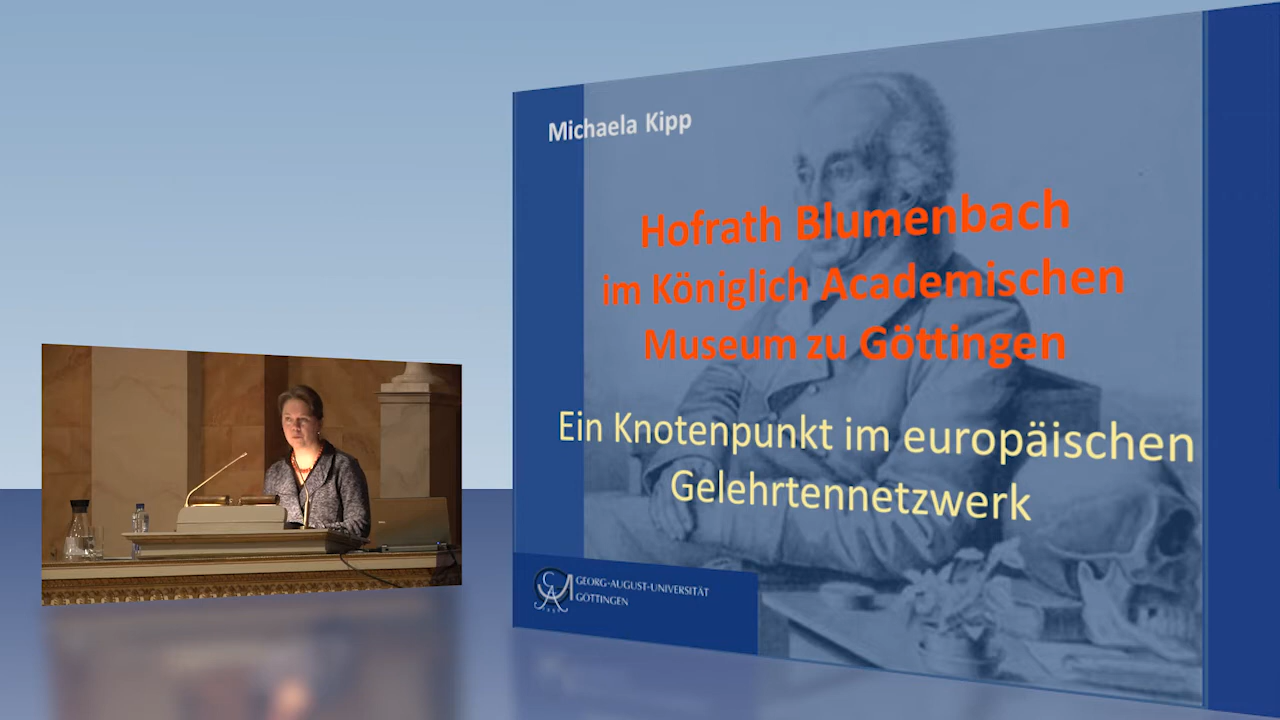 Michaela Kipp
Hofrath Blumenbach
im Königlich Academischen
Museum zu Göttingen
Ein Knotenpunkt im europäischen
Gelehrtennetzwerk
GEORG-AUGUST-UNIVERSITÄT
GÖTTINGEN